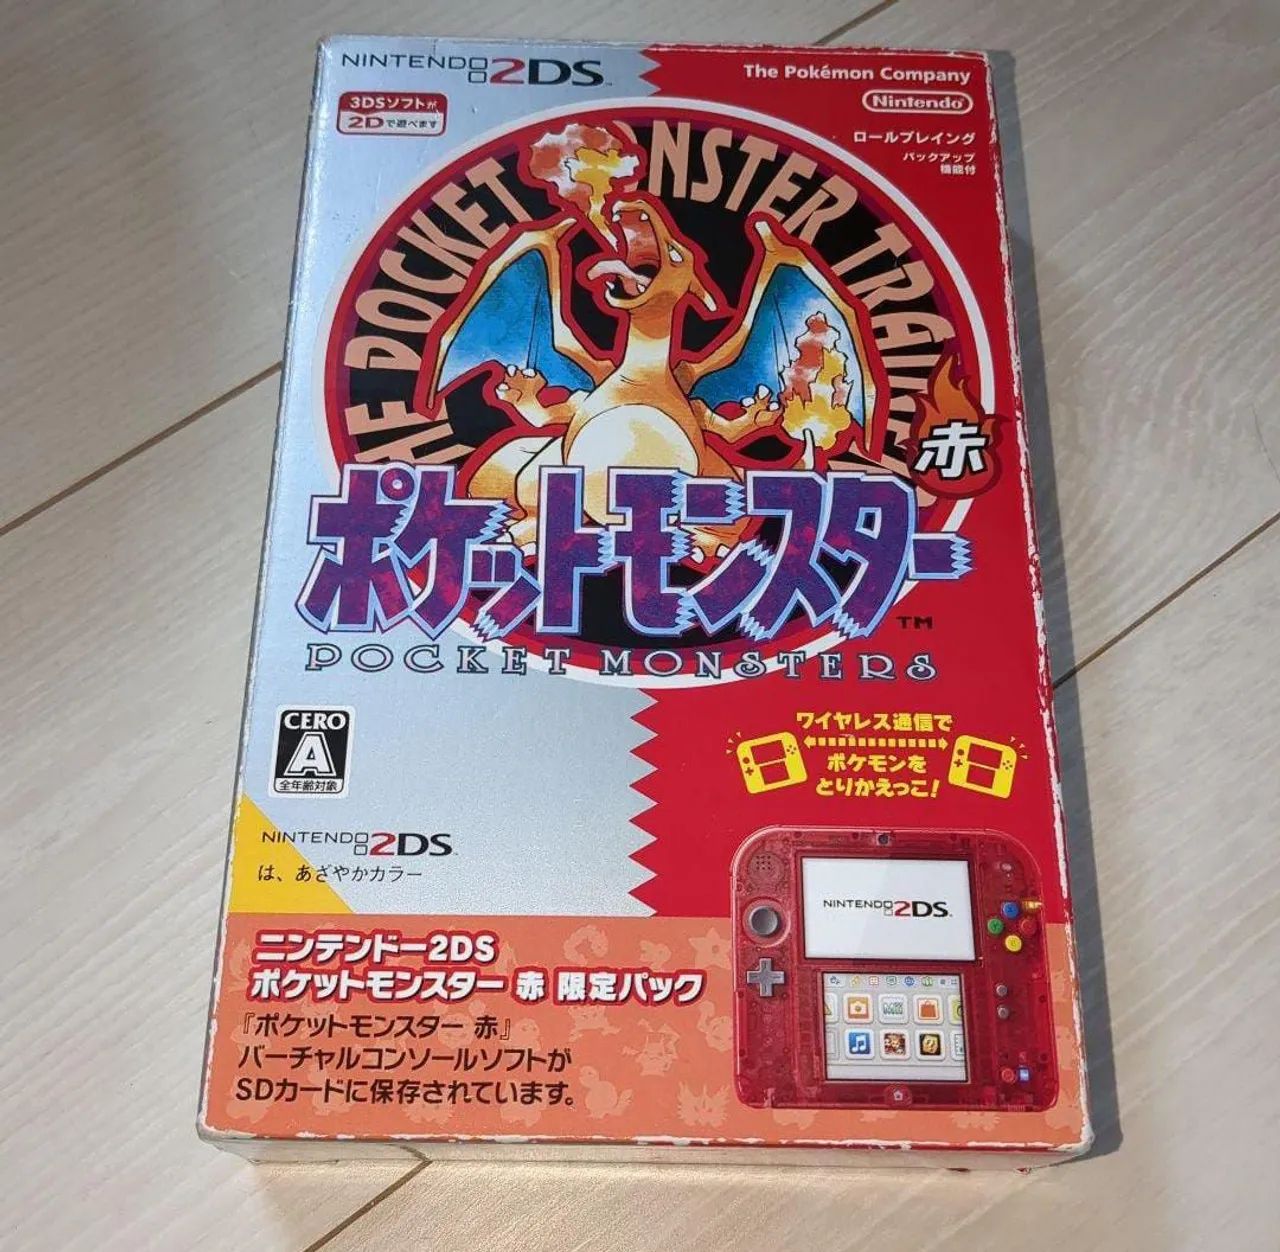 NINTENDO 2DS™
The Pokémon Company
Nintendo
3DSソフトが
2Dで遊べます
ロールプレイング
バックアップ
機能付
THE POCKET MONSTER TRAINER
赤
ポケットモンスター
TM
POCKET MONSTERS
CERO
A
全年齢対象
ワイヤレス通信で
ポケモンを
とりかえっこ!
NINTENDO 2DS™
は、あざやかカラー
NINTENDO 2DS™
ニンテンドー2DS
ポケットモンスター 赤 限定パック
『ポケットモンスター 赤』
バーチャルコンソールソフトが
SDカードに保存されています。